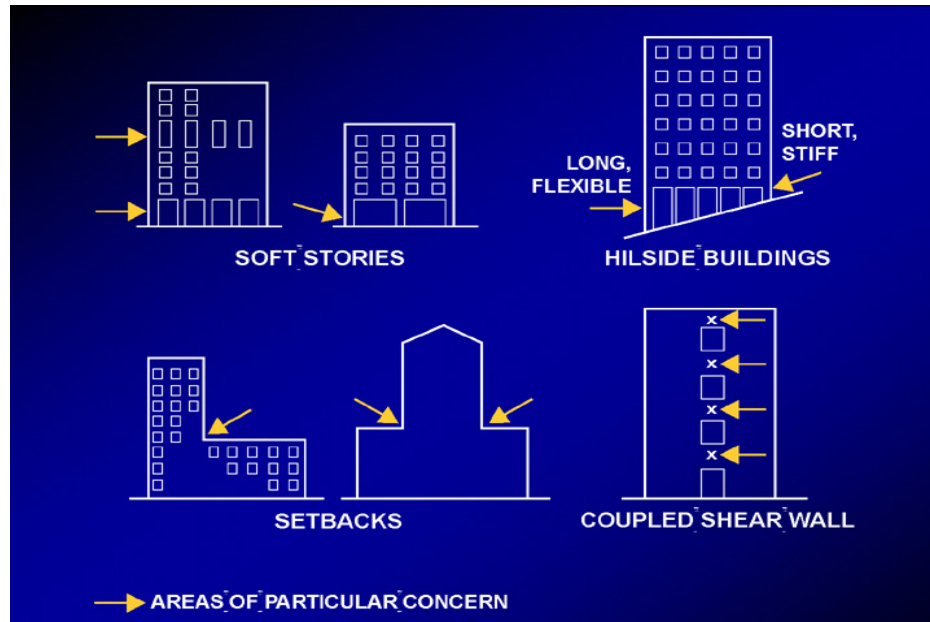 LONG,
FLEXIBLE
SHORT,
STIFF
SOFT STORIES
HILSIDE BUILDINGS
SETBACKS
COUPLED SHEAR WALL
AREAS OF PARTICULAR CONCERN